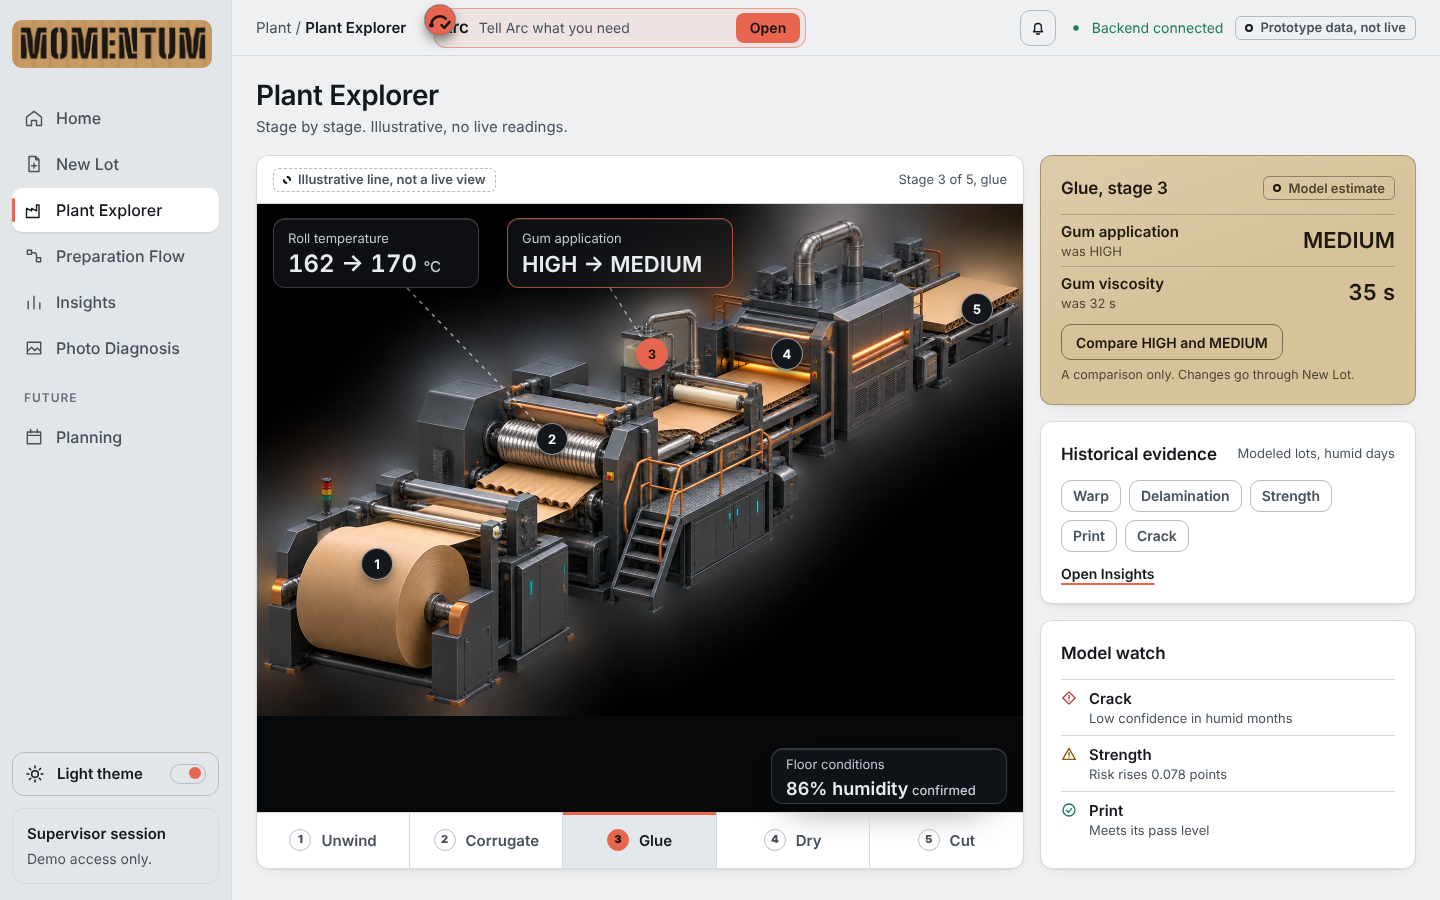 MOMENTUM
Home
New Lot
Plant Explorer
Preparation Flow
Insights
Photo Diagnosis
FUTURE
Planning
Light theme
Supervisor session
Demo access only.
Plant / Plant Explorer
rc Tell Arc what you need Open
Backend connected
Prototype data, not live
Plant Explorer
Stage by stage. Illustrative, no live readings.
Illustrative line, not a live view
Stage 3 of 5, glue
Roll temperature
162 → 170 °C
Gum application
HIGH → MEDIUM
1
2
3
4
5
Floor conditions
86% humidity confirmed
1 Unwind
2 Corrugate
3 Glue
4 Dry
5 Cut
Glue, stage 3
Model estimate
Gum application
was HIGH
MEDIUM
Gum viscosity
was 32 s
35 s
Compare HIGH and MEDIUM
A comparison only. Changes go through New Lot.
Historical evidence
Modeled lots, humid days
Warp
Delamination
Strength
Print
Crack
Open Insights
Model watch
Crack
Low confidence in humid months
Strength
Risk rises 0.078 points
Print
Meets its pass level